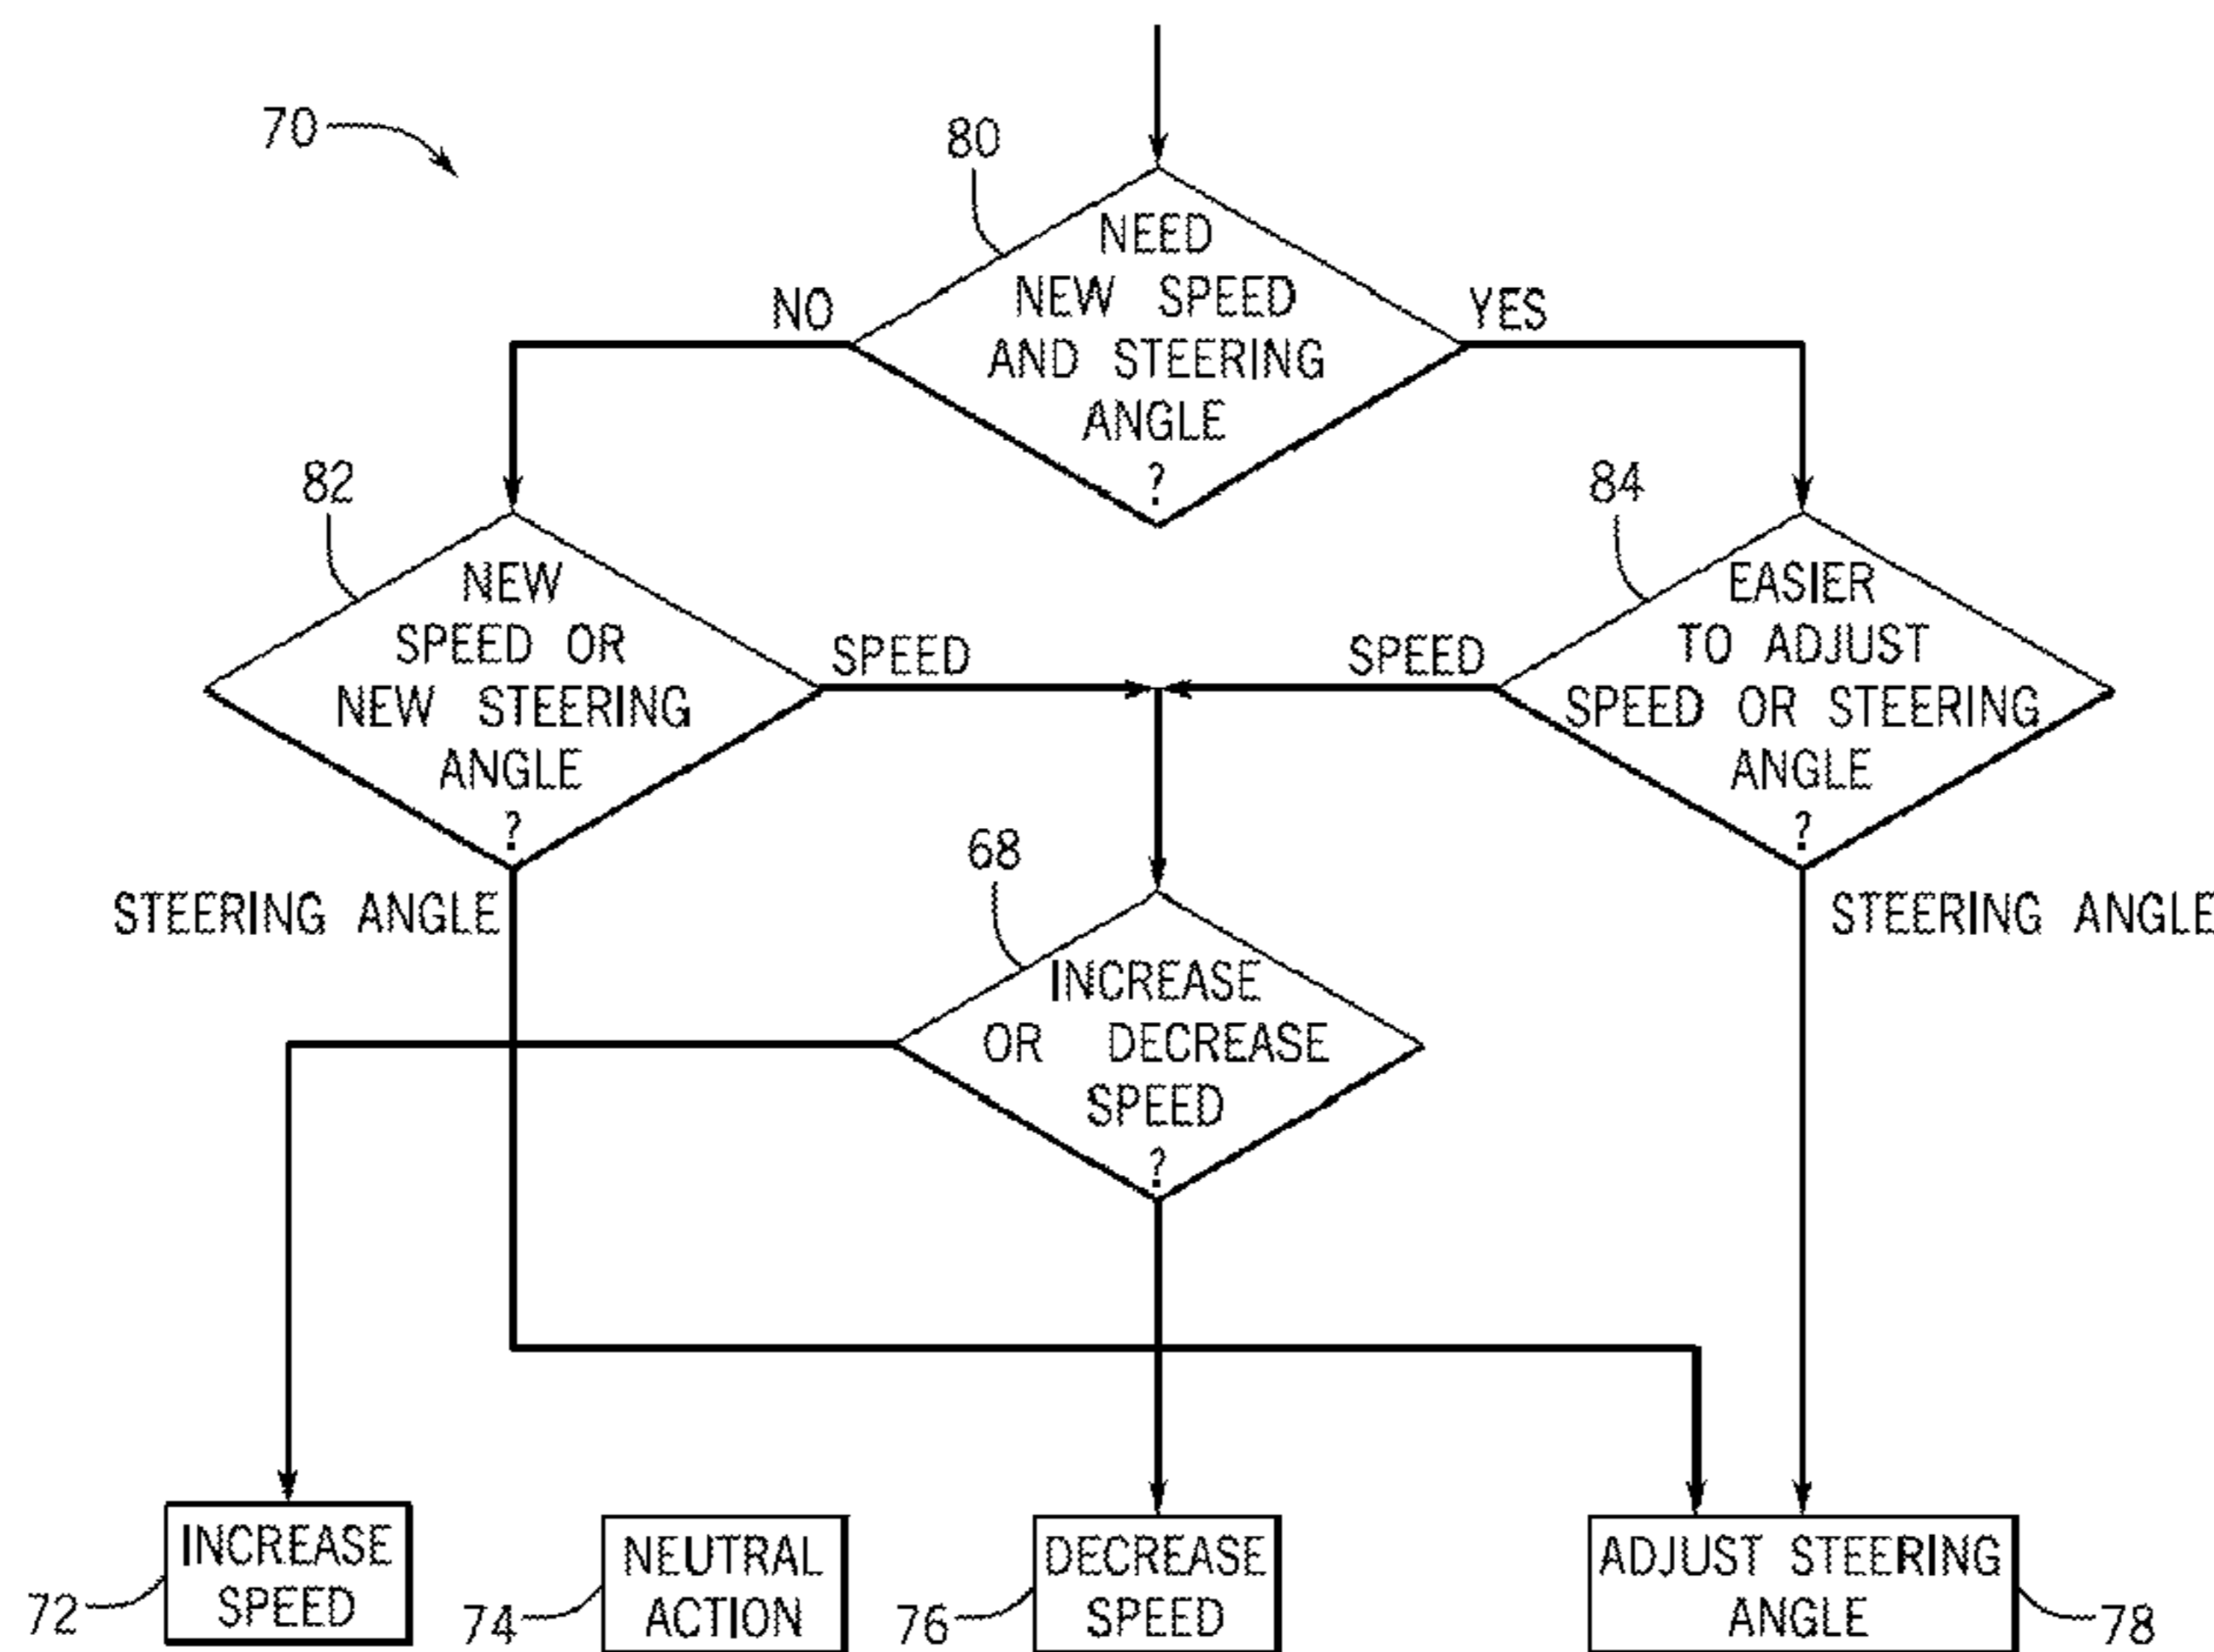 70
80
NEED
NEW SPEED
AND STEERING
ANGLE
?
NO
YES
82
NEW
SPEED OR
NEW STEERING
ANGLE
?
84
EASIER
TO ADJUST
SPEED OR STEERING
ANGLE
?
SPEED
SPEED
STEERING ANGLE
STEERING ANGLE
68
INCREASE
OR DECREASE
SPEED
?
72
INCREASE
SPEED
74
NEUTRAL
ACTION
76
DECREASE
SPEED
ADJUST STEERING
ANGLE
78